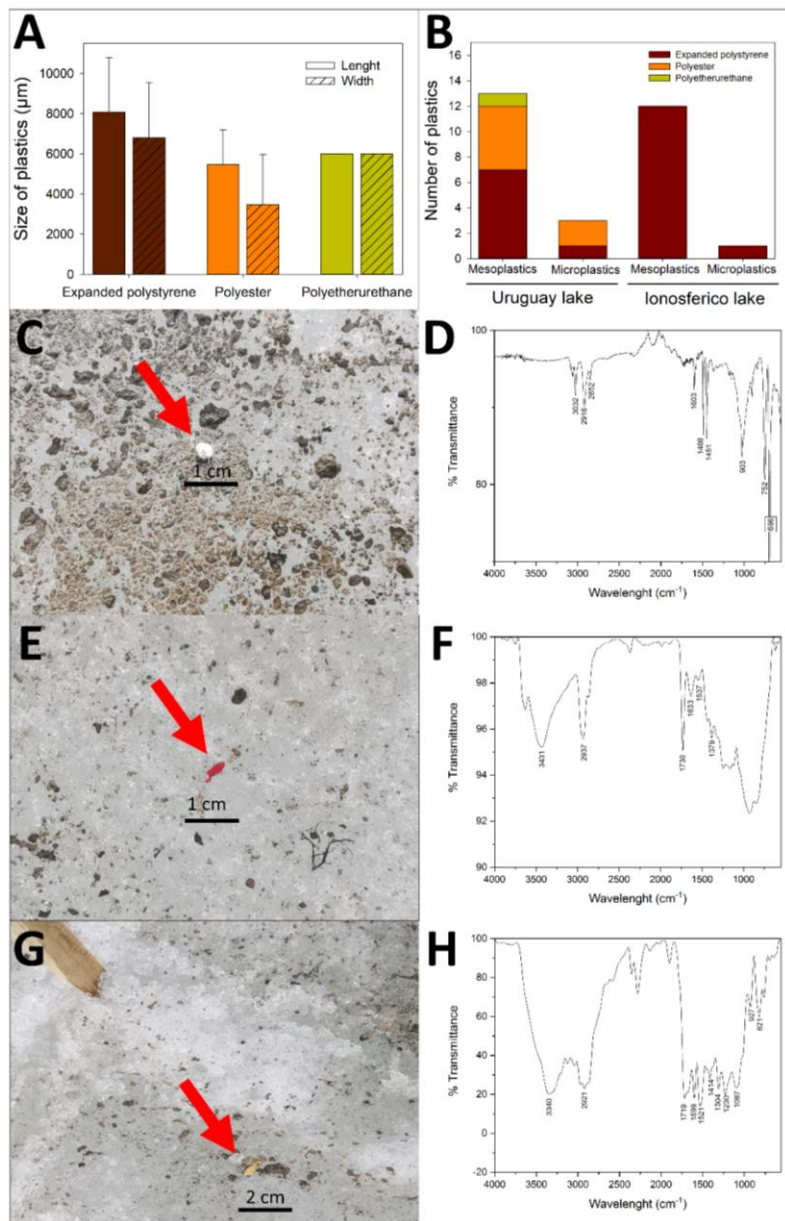 A
Lenght
Width
Size of plastics (µm)
10000
8000
6000
4000
2000
0
Expanded polystyrene
Polyester
Polyetherurethane
B
Expanded polystyrene
Polyester
Polyetherurethane
Number of plastics
16
14
12
10
8
6
4
2
0
Mesoplastics
Microplastics
Mesoplastics
Microplastics
Uruguay lake
Ionosferico lake
C
1 cm
D
% Transmittance
100
80
3032
2918
2852
1603
1488
1451
903
752
696
4000
3500
3000
2500
2000
1500
1000
Wavelenght (cm⁻¹)
E
1 cm
F
% Transmittance
100
98
96
94
92
90
3431
2937
1730
1633
1537
1379
4000
3500
3000
2500
2000
1500
1000
Wavelenght (cm⁻¹)
G
2 cm
H
% Transmittance
100
80
60
40
20
0
-20
3340
2921
1719
1599
1521
1414
1304
1230
1087
927
821
4000
3500
3000
2500
2000
1500
1000
Wavelenght (cm⁻¹)